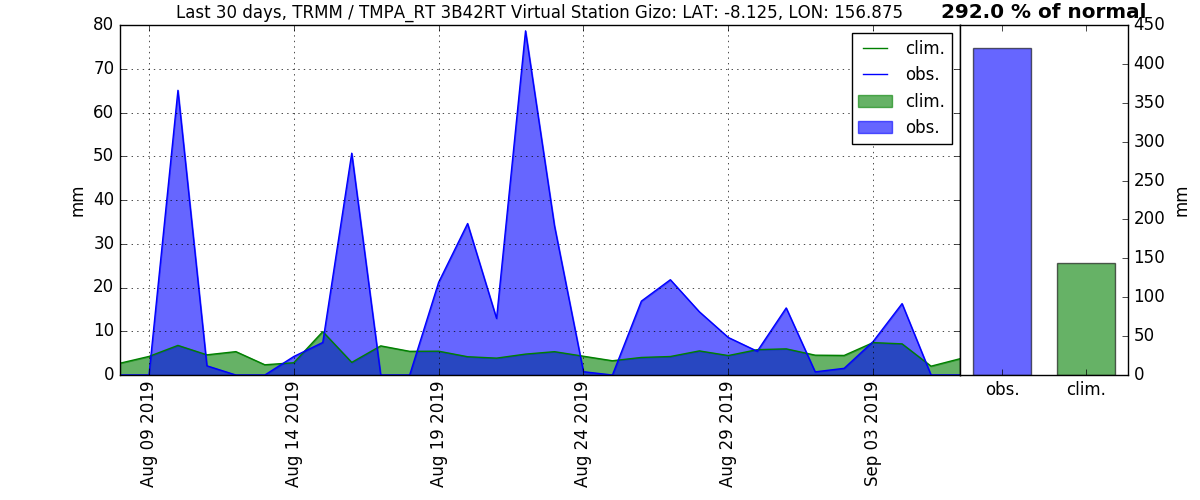 Last 30 days, TRMM / TMPA_RT 3B42RT Virtual Station Gizo: LAT: -8.125, LON: 156.875
292.0 % of normal
80
70
60
50
40
30
20
10
0
mm
clim.
obs.
clim.
obs.
Aug 09 2019
Aug 14 2019
Aug 19 2019
Aug 24 2019
Aug 29 2019
Sep 03 2019
450
400
350
300
250
200
150
100
50
0
mm
obs.
clim.